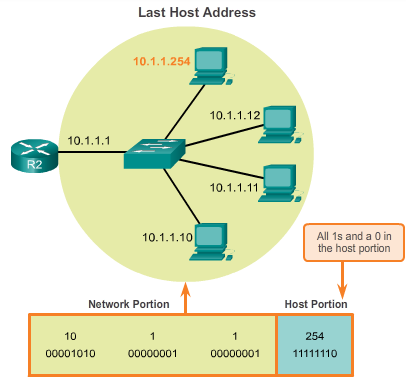 Last Host Address
10.1.1.254
10.1.1.12
10.1.1.1
R2
10.1.1.11
10.1.1.10
All 1s and a 0 in
the host portion
Network Portion
Host Portion
10 1 1 254
00001010 00000001 00000001 11111110